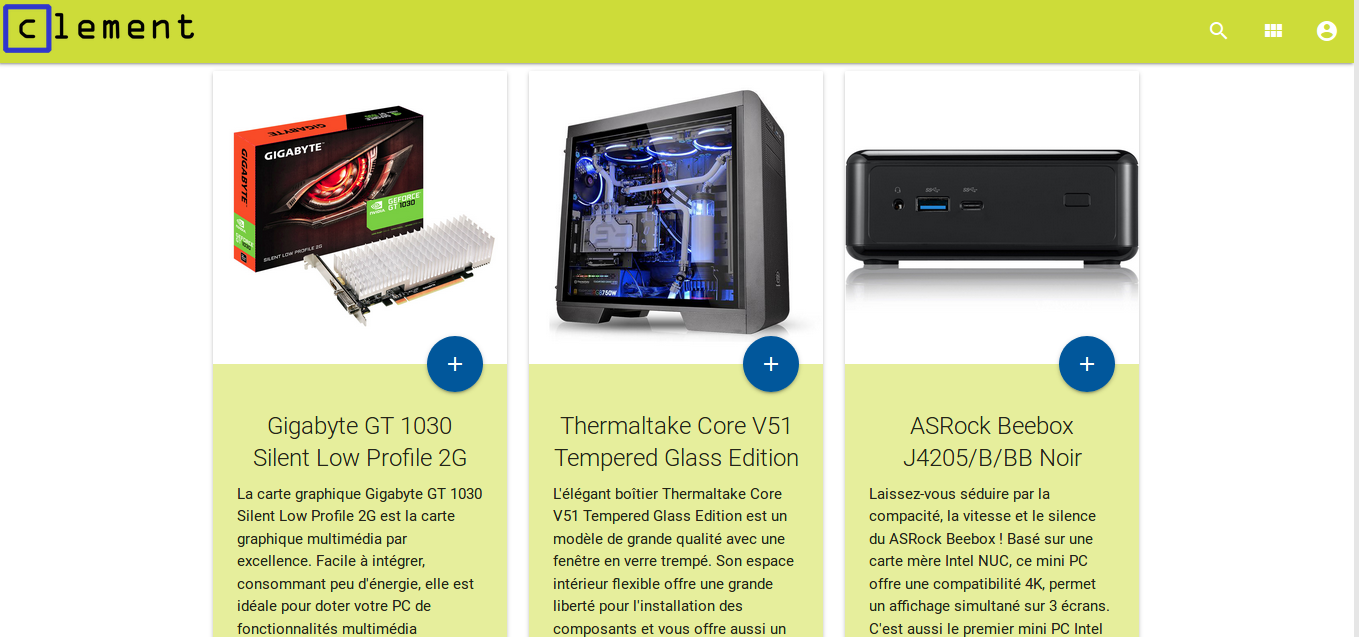 clement
GIGABYTE
GIGABYTE
GIGABYTE™
GEFORCE
GT 1030
NVIDIA
SILENT LOW PROFILE 2G
750W
Gigabyte GT 1030
Silent Low Profile 2G
La carte graphique Gigabyte GT 1030
Silent Low Profile 2G est la carte
graphique multimédia par
excellence. Facile à intégrer,
consommant peu d'énergie, elle est
idéale pour doter votre PC de
fonctionnalités multimédia
Thermaltake Core V51
Tempered Glass Edition
L'élégant boîtier Thermaltake Core
V51 Tempered Glass Edition est un
modèle de grande qualité avec une
fenêtre en verre trempé. Son espace
intérieur flexible offre une grande
liberté pour l'installation des
composants et vous offre aussi un
ASRock Beebox
J4205/B/BB Noir
Laissez-vous séduire par la
compacité, la vitesse et le silence
du ASRock Beebox ! Basé sur une
carte mère Intel NUC, ce mini PC
offre une compatibilité 4K, permet
un affichage simultané sur 3 écrans.
C'est aussi le premier mini PC Intel